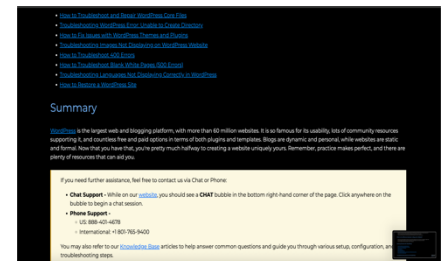 How to Troubleshoot and Repair WordPress Core Files
Troubleshooting WordPress Error: Unable to Create Directory
How to Fix Issues with WordPress Themes and Plugins
Troubleshooting Images Not Displaying on WordPress Website
How to Troubleshoot 400 Errors
How to Troubleshoot Blank White Pages (500 Errors)
Troubleshooting Languages Not Displaying Correctly in WordPress
How to Restore a WordPress Site
Summary
WordPress is the largest web and blogging platform, with more than 60 million websites. It is so famous for its usability, lots of community resources
supporting it, and countless free and paid options in terms of both plugins and templates. Blogs are dynamic and personal, while websites are static
and formal. Now that you have that, you're pretty much halfway to creating a website uniquely yours. Remember, practice makes perfect, and there are
plenty of resources that can aid you.
If you need further assistance, feel free to contact us via Chat or Phone:
Chat Support - While on our website, you should see a CHAT bubble in the bottom right-hand corner of the page. Click anywhere on the
bubble to begin a chat session.
Phone Support -
US: 888-401-4678
International: +1 801-765-9400
You may also refer to our Knowledge Base articles to help answer common questions and guide you through various setup, configuration, and
troubleshooting steps.